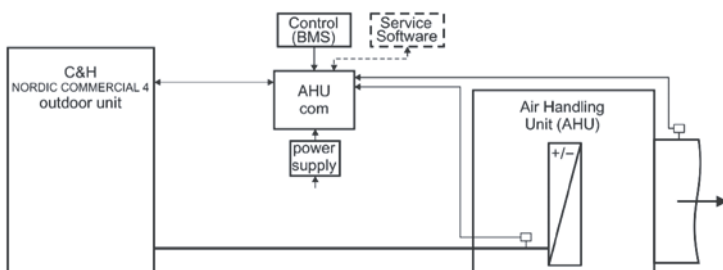 C&H
NORDIC COMMERCIAL 4
outdoor unit
Control
(BMS)
Service
Software
AHU
com
power
supply
Air Handling
Unit (AHU)
+/−